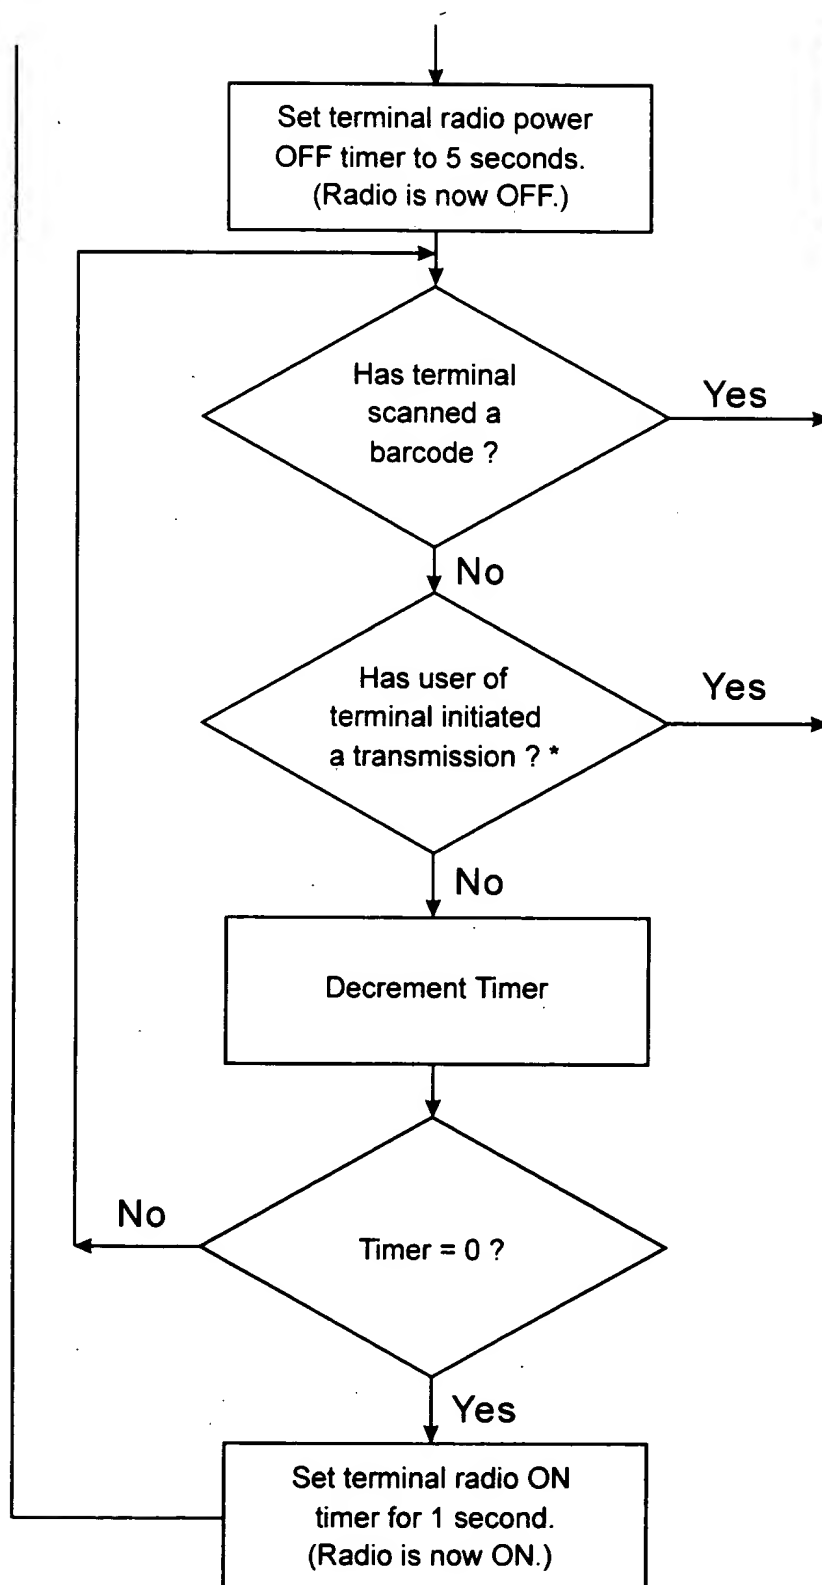 Set terminal radio power
OFF timer to 5 seconds.
(Radio is now OFF.)
Has terminal
scanned a
barcode ?
Yes
No
Has user of
terminal initiated
a transmission ? *
Yes
No
Decrement Timer
No
Timer = 0 ?
Yes
Set terminal radio ON
timer for 1 second.
(Radio is now ON.)